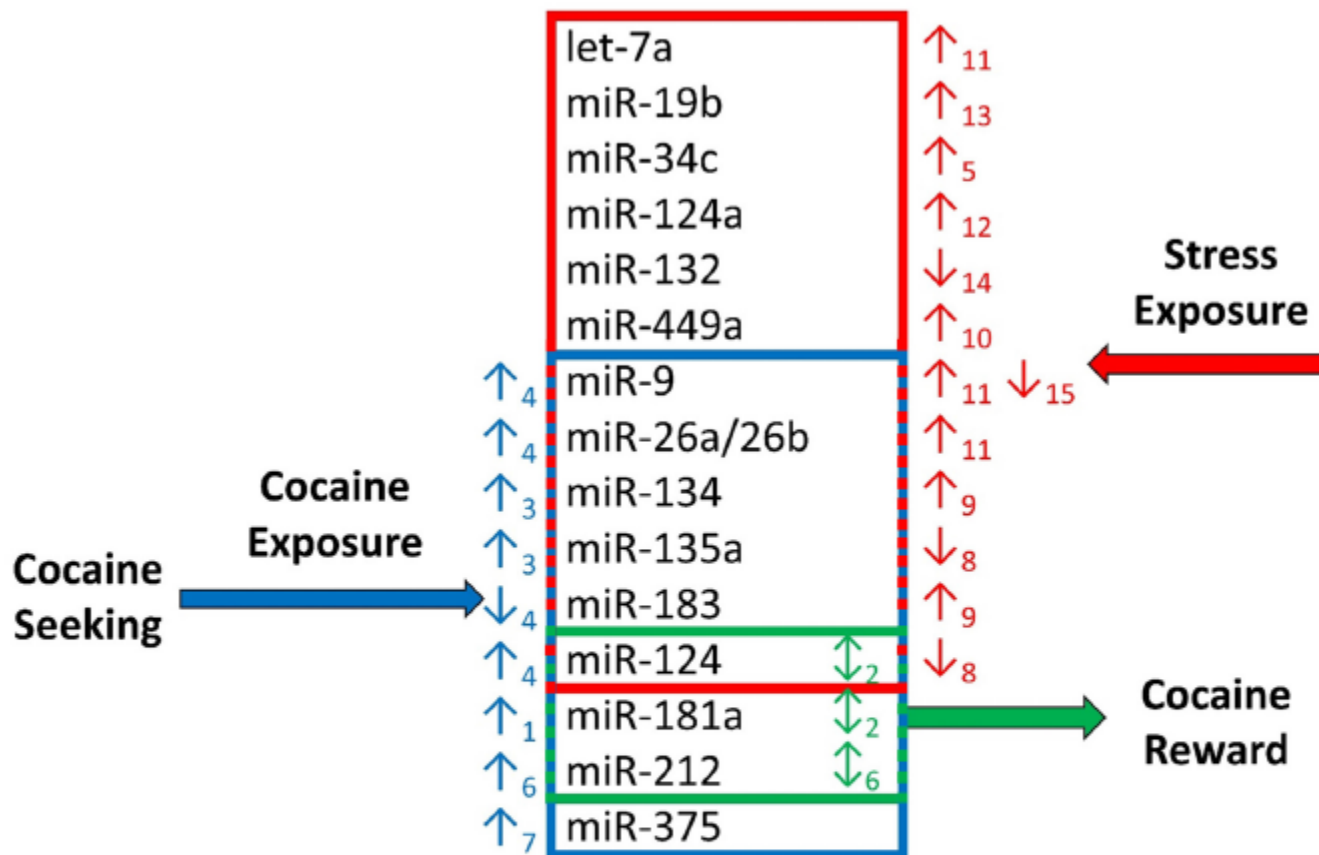 let-7a ↑11
miR-19b ↑13
miR-34c ↑5
miR-124a ↑12
miR-132 ↓14
miR-449a ↑10
↑4 miR-9 ↑11 ↓15
↑4 miR-26a/26b ↑11
↑3 miR-134 ↑9
↑3 miR-135a ↓8
↓4 miR-183 ↑9
↑4 miR-124 ↕2 ↓8
↑1 miR-181a ↕2
↑6 miR-212 ↕6
↑7 miR-375
Cocaine
Seeking
Cocaine
Exposure
Stress
Exposure
Cocaine
Reward